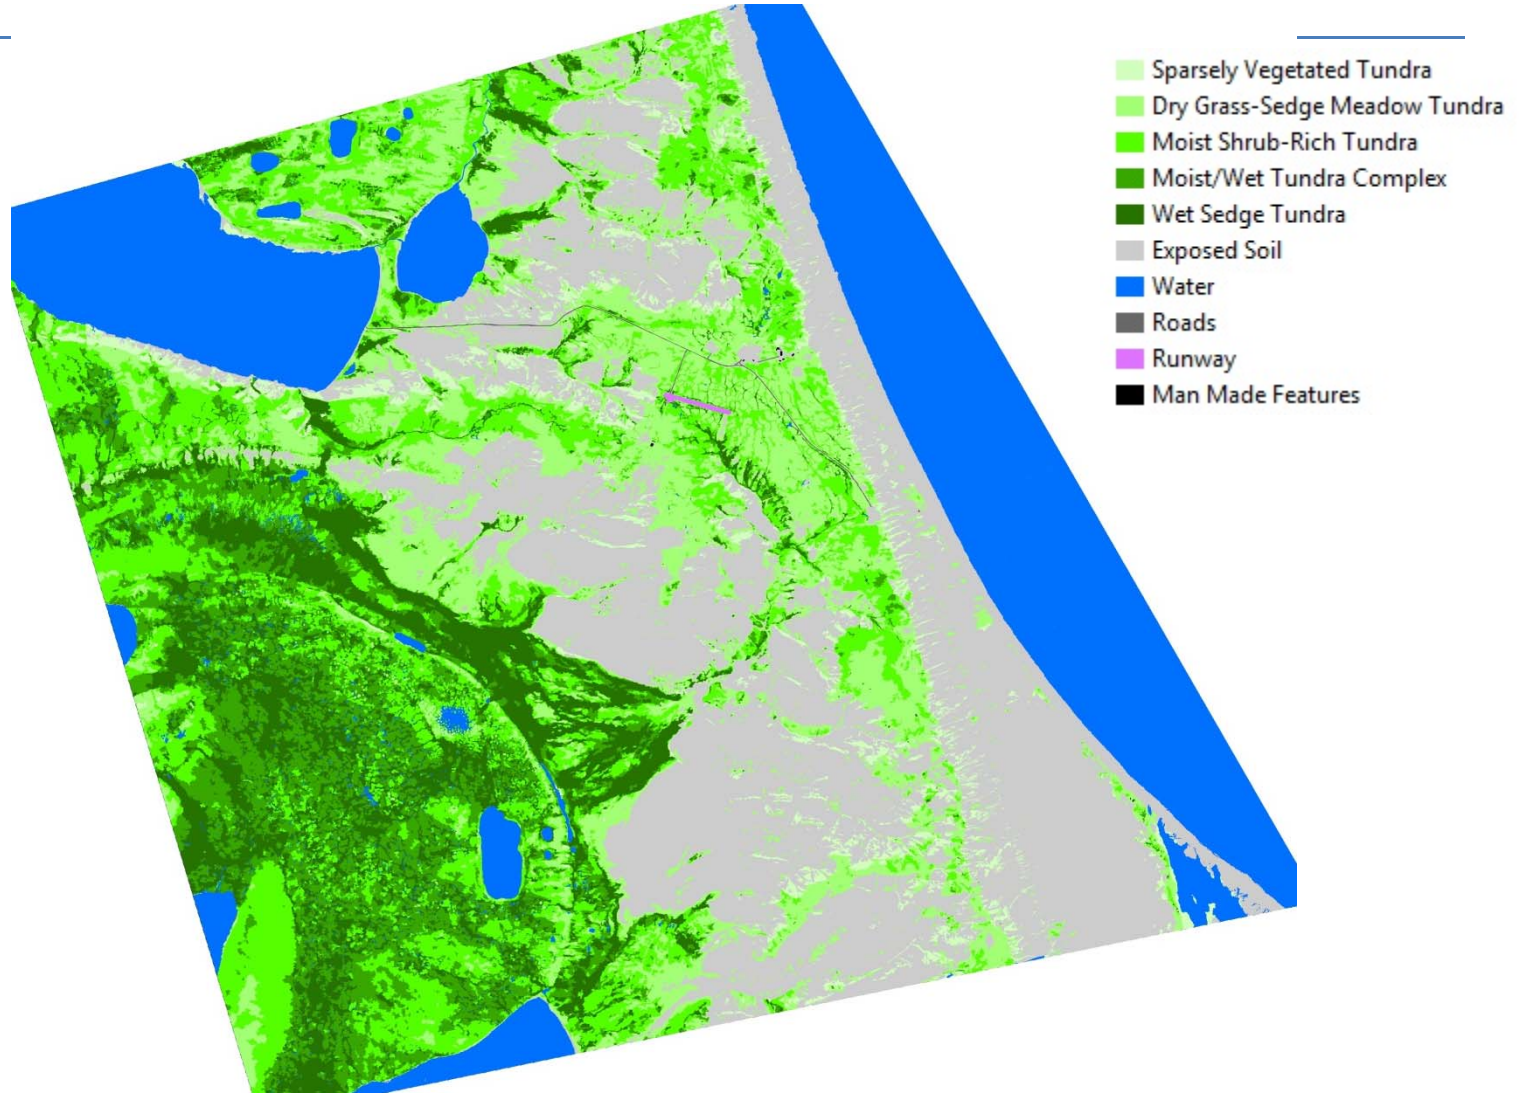 Sparsely Vegetated Tundra
Dry Grass-Sedge Meadow Tundra
Moist Shrub-Rich Tundra
Moist/Wet Tundra Complex
Wet Sedge Tundra
Exposed Soil
Water
Roads
Runway
Man Made Features